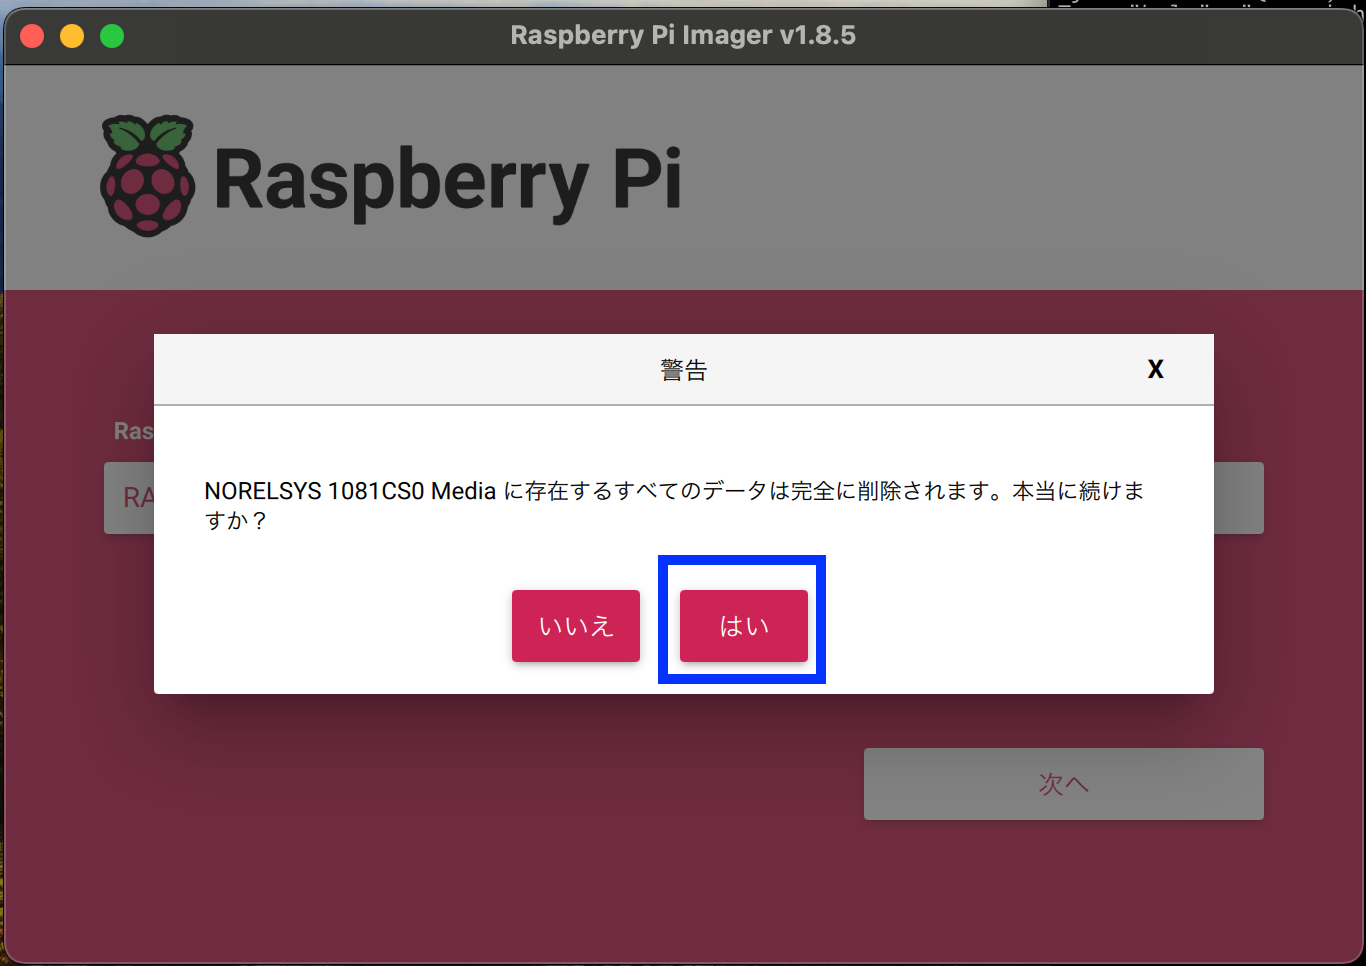 Raspberry Pi Imager v1.8.5
Raspberry Pi
警告
X
Ras
RA
NORELSYS 1081CS0 Media に存在するすべてのデータは完全に削除されます。本当に続けま
すか？
いいえ
はい
次へ